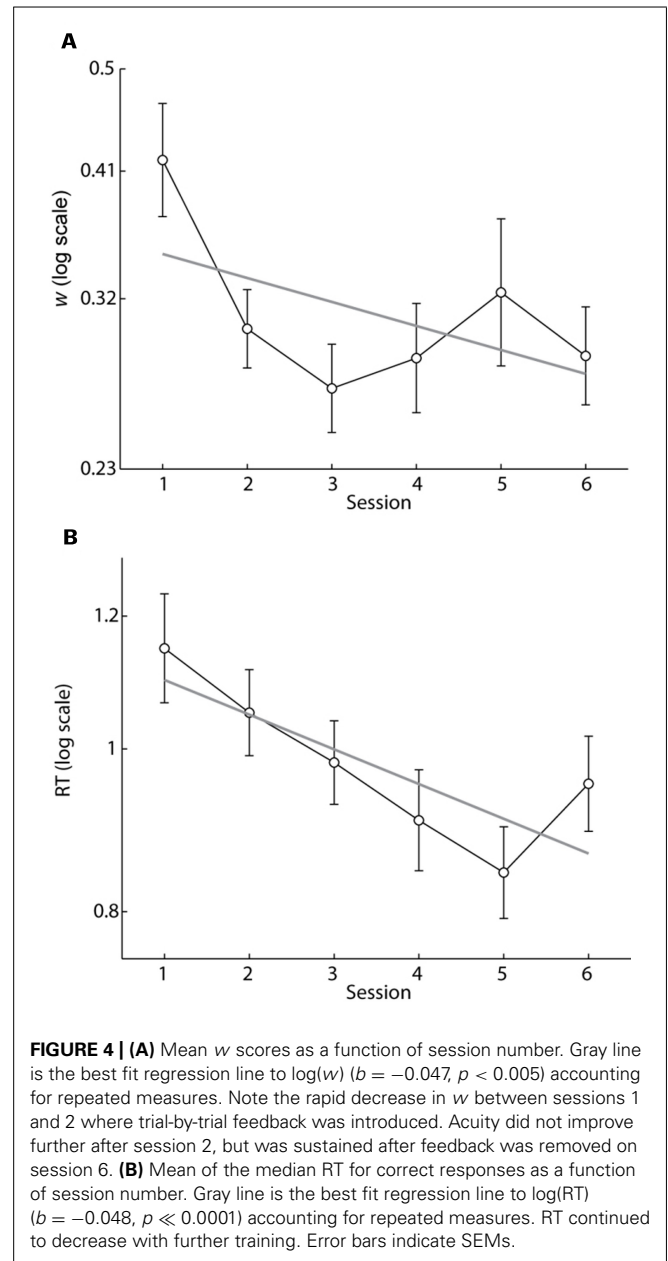 A
0.5
0.41
0.32
0.23
w (log scale)
1 2 3 4 5 6
Session
B
1.2
1
0.8
RT (log scale)
1 2 3 4 5 6
Session
FIGURE 4 | (A) Mean w scores as a function of session number. Gray line
is the best fit regression line to log(w) (b = −0.047, p < 0.005) accounting
for repeated measures. Note the rapid decrease in w between sessions 1
and 2 where trial-by-trial feedback was introduced. Acuity did not improve
further after session 2, but was sustained after feedback was removed on
session 6. (B) Mean of the median RT for correct responses as a function
of session number. Gray line is the best fit regression line to log(RT)
(b = −0.048, p ≪ 0.0001) accounting for repeated measures. RT continued
to decrease with further training. Error bars indicate SEMs.